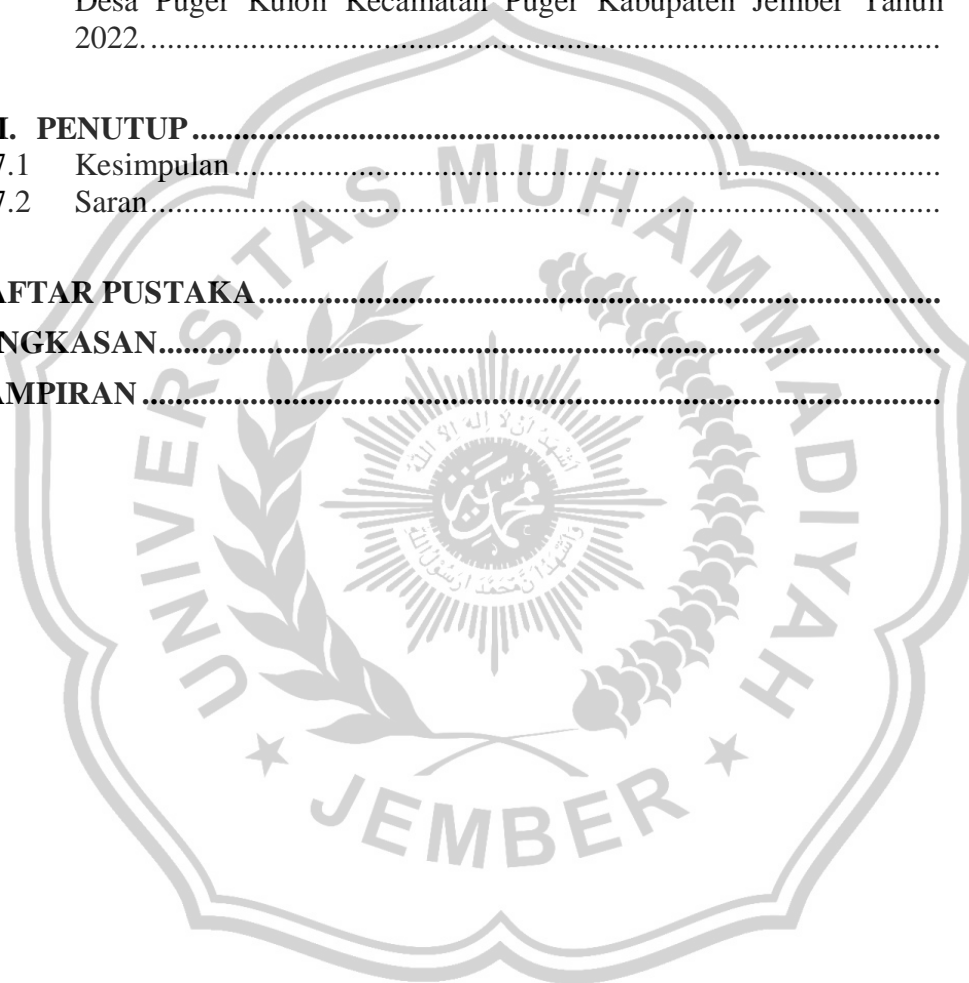 Desa Puger Kulon Kecamatan Puger Kabupaten Jember Tahun
2022.
I. PENUTUP
7.1 Kesimpulan
7.2 Saran
AFTAR PUSTAKA
NGKASAN
AMPIRAN
UNIVERSITAS MUHAMMADIYAH
JEMBER